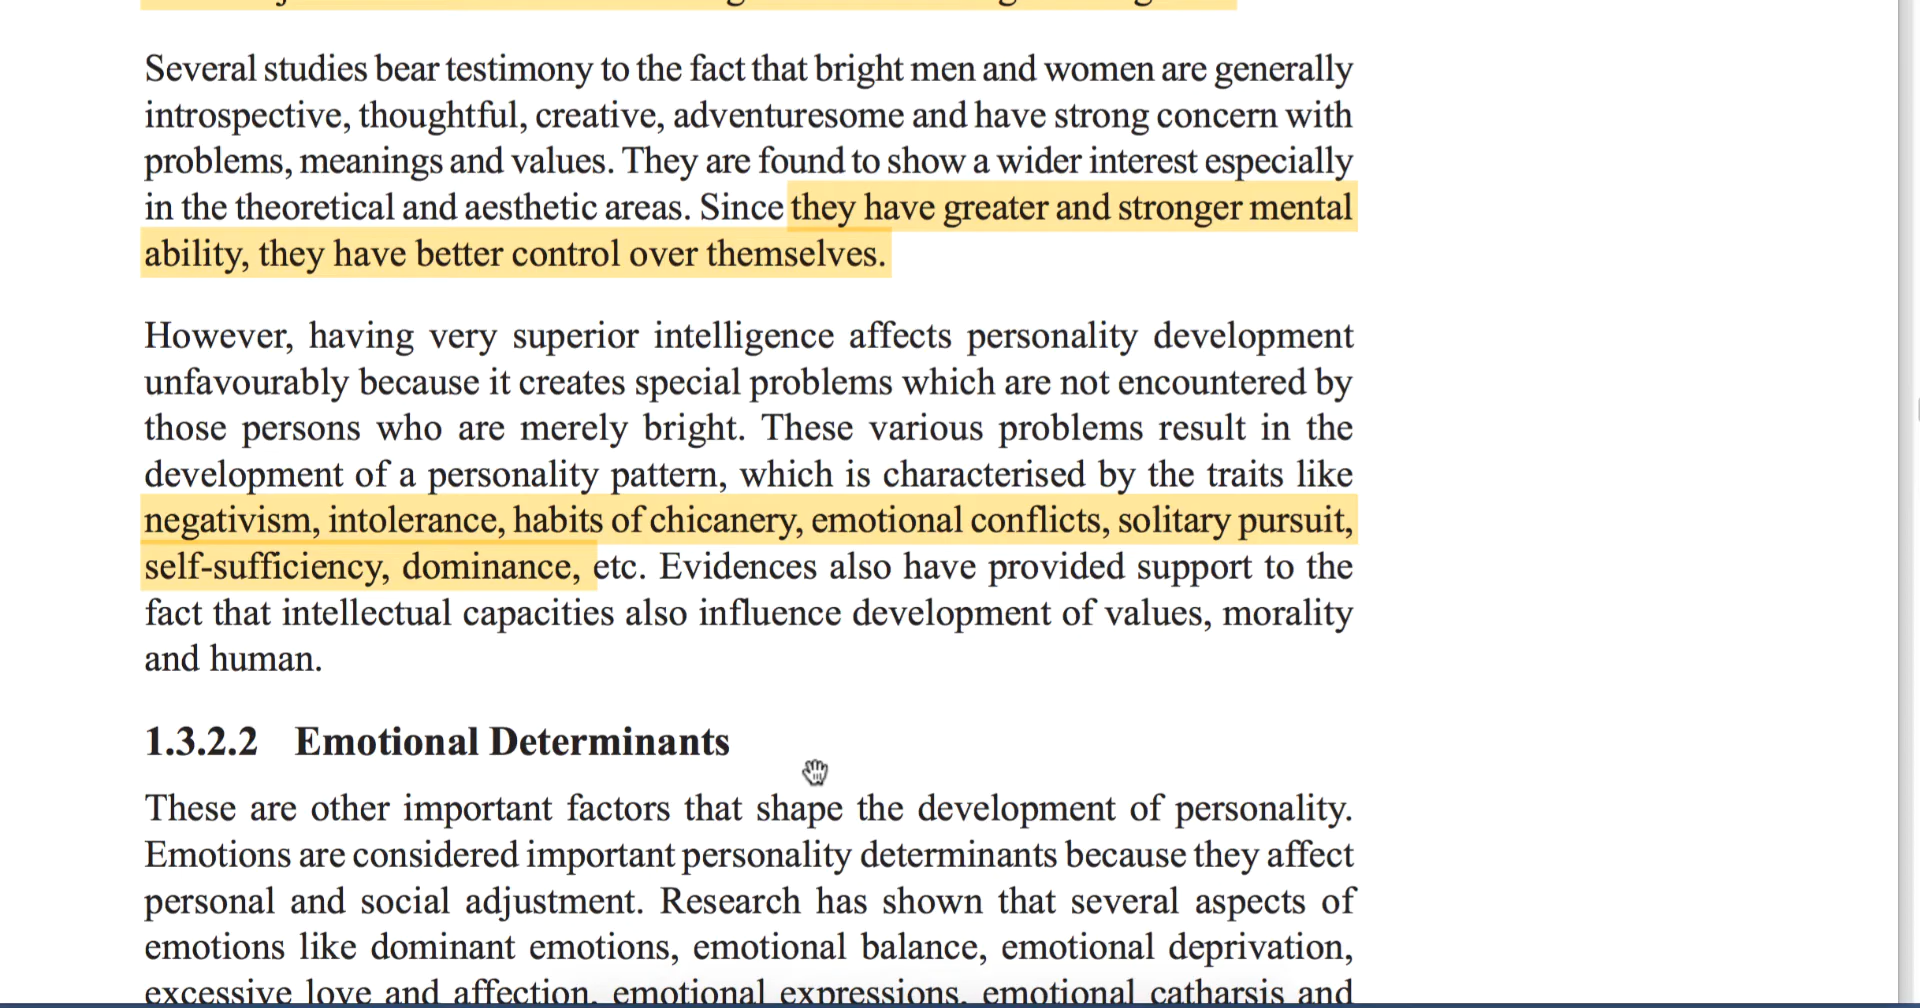 Several studies bear testimony to the fact that bright men and women are generally
introspective, thoughtful, creative, adventuresome and have strong concern with
problems, meanings and values. They are found to show a wider interest especially
in the theoretical and aesthetic areas. Since they have greater and stronger mental
ability, they have better control over themselves.
However, having very superior intelligence affects personality development
unfavourably because it creates special problems which are not encountered by
those persons who are merely bright. These various problems result in the
development of a personality pattern, which is characterised by the traits like
negativism, intolerance, habits of chicanery, emotional conflicts, solitary pursuit,
self-sufficiency, dominance, etc. Evidences also have provided support to the
fact that intellectual capacities also influence development of values, morality
and human.
1.3.2.2 Emotional Determinants
These are other important factors that shape the development of personality.
Emotions are considered important personality determinants because they affect
personal and social adjustment. Research has shown that several aspects of
emotions like dominant emotions, emotional balance, emotional deprivation,
excessive love and affection, emotional expressions, emotional catharsis and